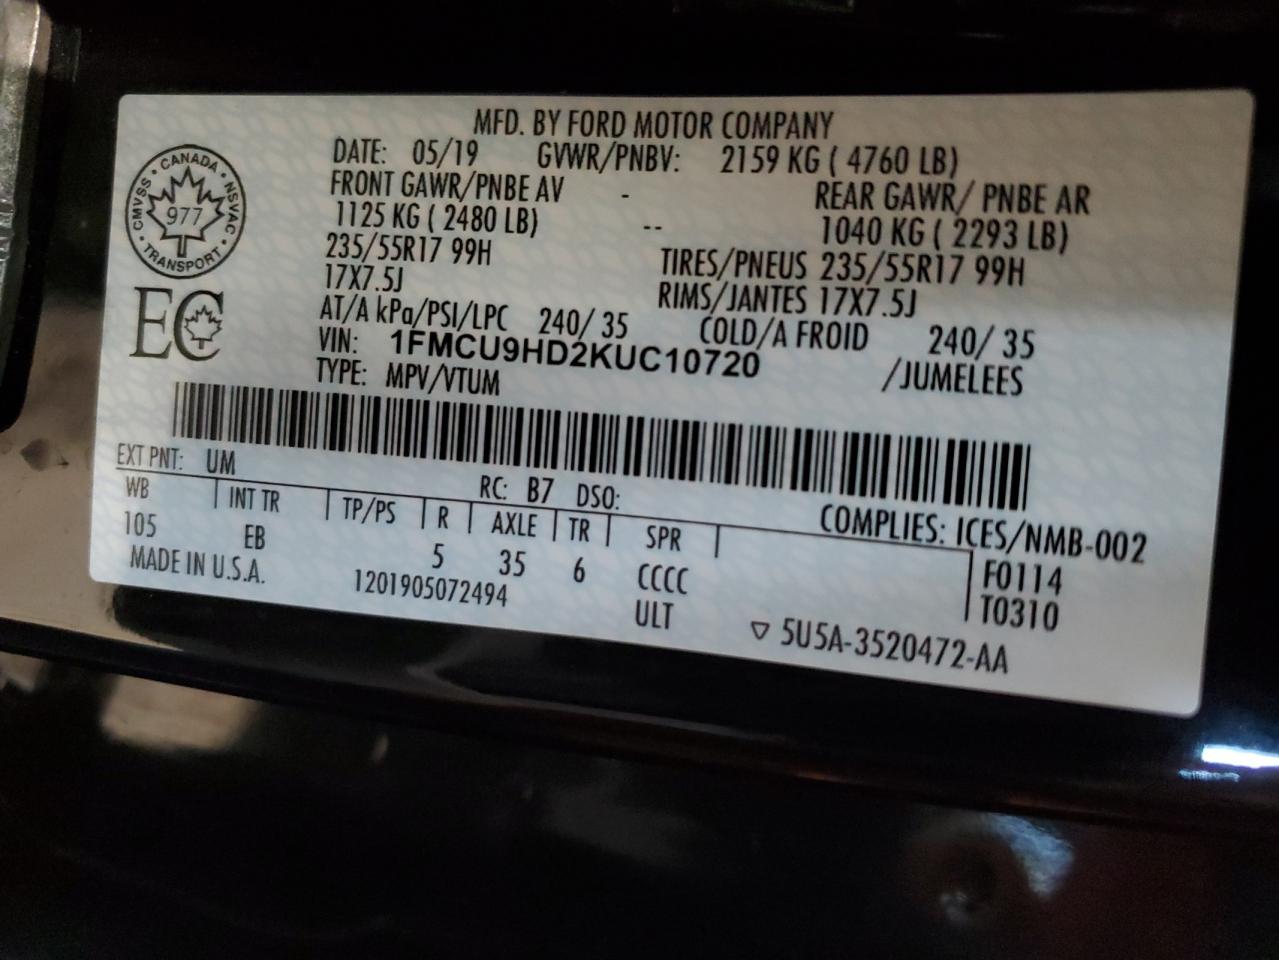 MFD. BY FORD MOTOR COMPANY
DATE: 05/19 GVWR/PNBV: 2159 KG ( 4760 LB)
FRONT GAWR/PNBE AV - REAR GAWR/ PNBE AR
1125 KG ( 2480 LB) -- 1040 KG ( 2293 LB)
235/55R17 99H TIRES/PNEUS 235/55R17 99H
17X7.5J RIMS/JANTES 17X7.5J
AT/A kPa/PSI/LPC 240/ 35 COLD/A FROID 240/ 35
VIN: 1FMCU9HD2KUC10720 /JUMELEES
TYPE: MPV/VTUM
CANADA
CMVSS NSVAC
977
TRANSPORT
EC
EXT PNT: UM RC: B7 DSO:
WB | INT TR | TP/PS | R | AXLE | TR | SPR | COMPLIES: ICES/NMB-002
105 EB 5 35 6 CCCC F0114
MADE IN U.S.A. 1201905072494 ULT T0310
▽ 5U5A-3520472-AA